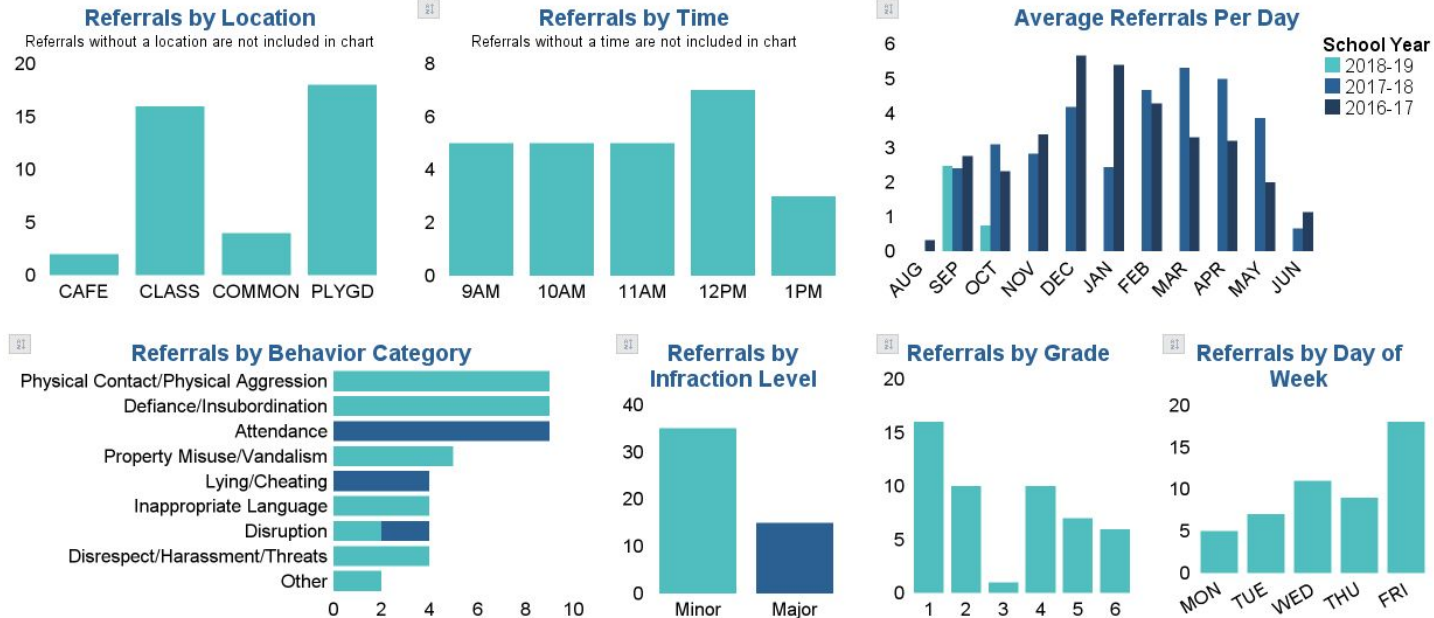 Referrals by Location
Referrals without a location are not included in chart
20
15
10
5
0
CAFE CLASS COMMON PLYGD
Referrals by Time
Referrals without a time are not included in chart
8
6
4
2
0
9AM 10AM 11AM 12PM 1PM
Average Referrals Per Day
6
5
4
3
2
1
0
AUG SEP OCT NOV DEC JAN FEB MAR APR MAY JUN
School Year
2018-19
2017-18
2016-17
Referrals by Behavior Category
Physical Contact/Physical Aggression
Defiance/Insubordination
Attendance
Property Misuse/Vandalism
Lying/Cheating
Inappropriate Language
Disruption
Disrespect/Harassment/Threats
Other
0 2 4 6 8 10
Referrals by
Infraction Level
40
30
20
10
0
Minor Major
Referrals by Grade
20
15
10
5
0
1 2 3 4 5 6
Referrals by Day of
Week
20
15
10
5
0
MON TUE WED THU FRI